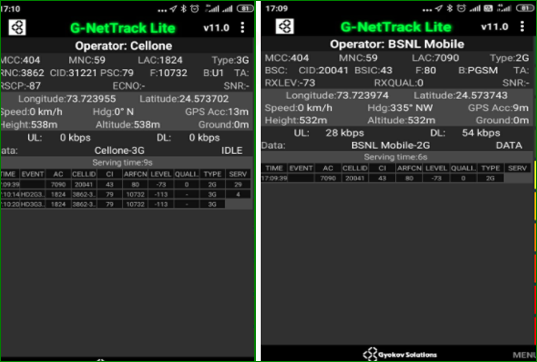 17:10
G-NetTrack Lite v11.0
Operator: Cellone
MCC:404 MNC:59 LAC:1824 Type:3G
RNC:3862 CID:31221 PSC:79 F:10732 B:U1 TA:
RSCP:-87 ECNO:- SNR:-
Longitude:73.723955 Latitude:24.573702
Speed:0 km/h Hdg:0° N GPS Acc:13m
Height:538m Altitude:538m Ground:0m
UL: 0 kbps DL: 0 kbps
ata: Cellone-3G IDLE
Serving time:9s
TIME EVENT AC CELLID CI ARFCN LEVEL QUALI.. TYPE SERV
7:09:39 7090 20041 43 80 -73 0 2G 29
7:10:14 HD2G3.. 1824 3862-3.. 79 10732 -113 - 3G 4
7:10:20 HD3G3.. 1824 3862-3.. 79 10732 -113 - 3G
17:09
G-NetTrack Lite v11.0
Operator: BSNL Mobile
MCC:404 MNC:59 LAC:7090 Type:2G
BSC: CID:20041 BSIC:43 F:80 B:PGSM TA:
RXLEV:-73 RXQUAL:0 SNR:-
Longitude:73.723974 Latitude:24.573743
Speed:0 km/h Hdg:335° NW GPS Acc:9m
Height:532m Altitude:532m Ground:0m
UL: 28 kbps DL: 54 kbps
Data: BSNL Mobile-2G DATA
Serving time:6s
TIME EVENT AC CELLID CI ARFCN LEVEL QUALI.. TYPE SERV
17:09:39 7090 20041 43 80 -73 0 2G
Gyokov Solutions
MENU